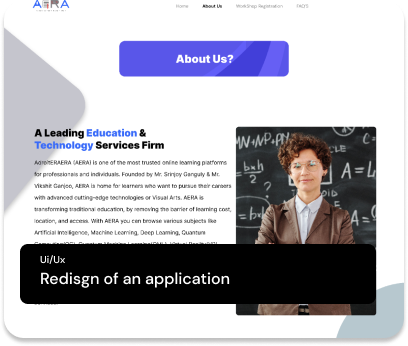 AERA
Home About Us WorkShop Registration FAQ'S
About Us?
A Leading Education &
Technology Services Firm
AdroITERAERA (AERA) is one of the most trusted online learning platforms
for professionals and individuals. Founded by Mr. Srinjoy Ganguly & Mr.
Vikshit Ganjoo, AERA is home for learners who want to pursue their careers
with advanced cutting-edge technologies or Visual Arts. AERA is
transforming traditional education, by removing the barrier of learning cost,
location, and access. With AERA you can browse various subjects like
Artificial Intelligence, Machine Learning, Deep Learning, Quantum
Ui/Ux
Redisgn of an application